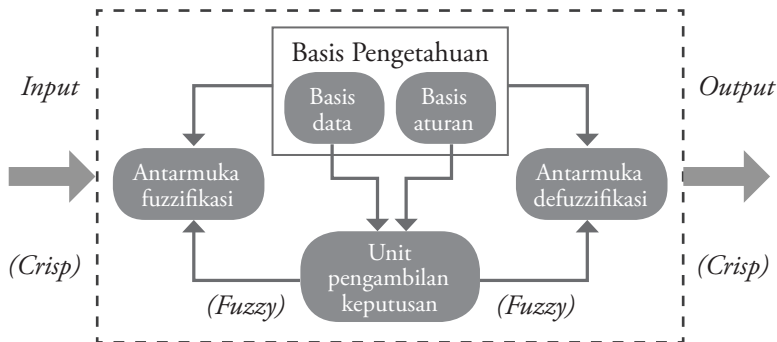 Basis Pengetahuan
Input
Basis
data
Basis
aturan
Output
Antarmuka
fuzzifikasi
Antarmuka
defuzzifikasi
(Crisp)
Unit
pengambilan
keputusan
(Fuzzy)
(Fuzzy)
(Crisp)